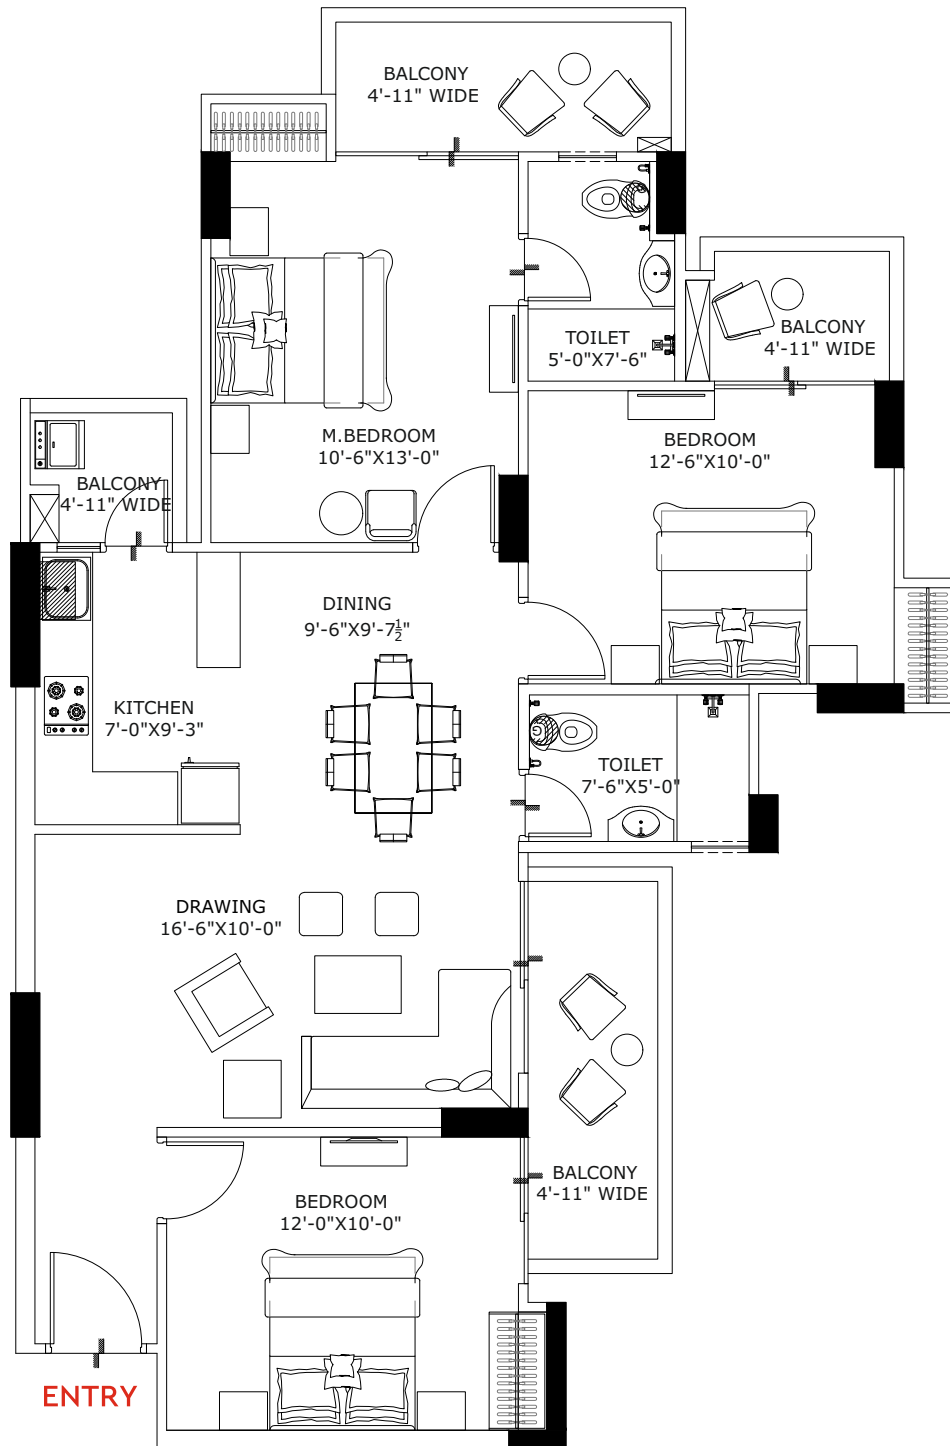 BALCONY
4'-11" WIDE
TOILET
5'-0"X7'-6"
BALCONY
4'-11" WIDE
M.BEDROOM
10'-6"X13'-0"
BEDROOM
12'-6"X10'-0"
BALCONY
4'-11" WIDE
DINING
9'-6"X9'-7½"
KITCHEN
7'-0"X9'-3"
TOILET
7'-6"X5'-0"
DRAWING
16'-6"X10'-0"
BALCONY
4'-11" WIDE
BEDROOM
12'-0"X10'-0"
ENTRY